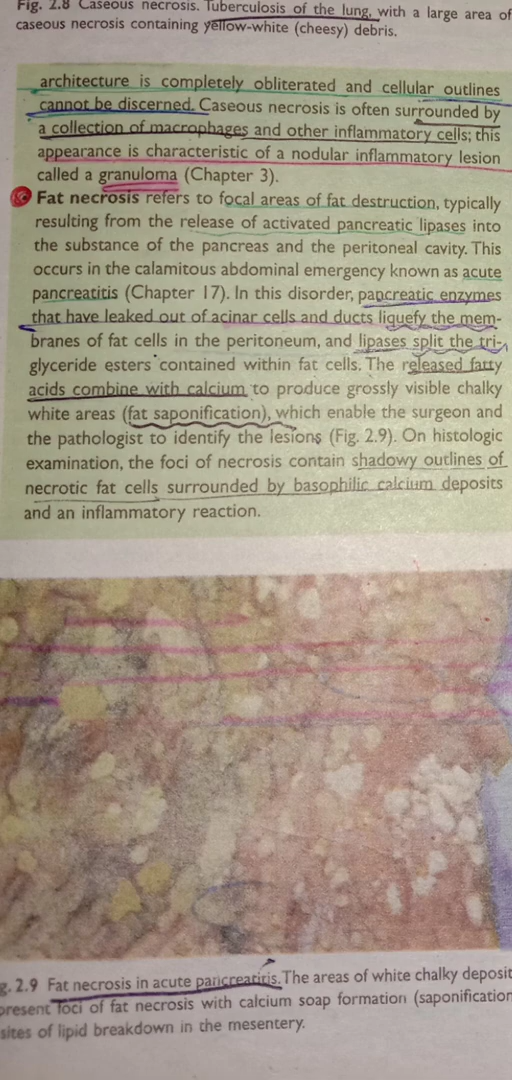 Fig. 2.8 Caseous necrosis. Tuberculosis of the lung, with a large area of
caseous necrosis containing yellow-white (cheesy) debris.
architecture is completely obliterated and cellular outlines
cannot be discerned. Caseous necrosis is often surrounded by
a collection of macrophages and other inflammatory cells; this
appearance is characteristic of a nodular inflammatory lesion
called a granuloma (Chapter 3).
Fat necrosis refers to focal areas of fat destruction, typically
resulting from the release of activated pancreatic lipases into
the substance of the pancreas and the peritoneal cavity. This
occurs in the calamitous abdominal emergency known as acute
pancreatitis (Chapter 17). In this disorder, pancreatic enzymes
that have leaked out of acinar cells and ducts liquefy the mem-
branes of fat cells in the peritoneum, and lipases split the tri-
glyceride esters contained within fat cells. The released fatty
acids combine with calcium to produce grossly visible chalky
white areas (fat saponification), which enable the surgeon and
the pathologist to identify the lesions (Fig. 2.9). On histologic
examination, the foci of necrosis contain shadowy outlines of
necrotic fat cells surrounded by basophilic calcium deposits
and an inflammatory reaction.
g. 2.9 Fat necrosis in acute pancreatitis. The areas of white chalky deposit
present foci of fat necrosis with calcium soap formation (saponification
sites of lipid breakdown in the mesentery.